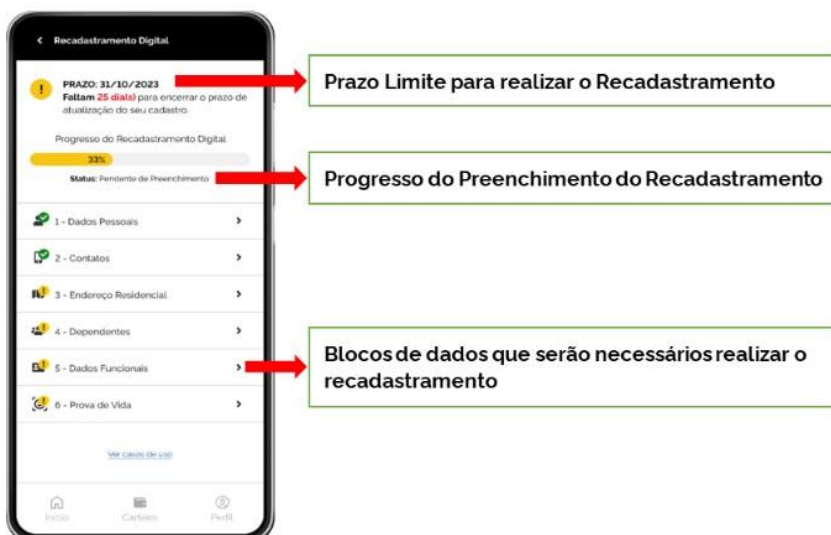 Recadastramento Digital
PRAZO: 31/10/2023
Faltam 25 dia(s) para encerrar o prazo de
atualização do seu cadastro
Progresso do Recadastramento Digital
33%
Status: Pendente de Preenchimento
1 - Dados Pessoais
2 - Contatos
3 - Endereço Residencial
4 - Dependentes
5 - Dados Funcionais
6 - Prova de Vida
Ver casos de uso
Início
Carteira
Perfil
Prazo Limite para realizar o Recadastramento
Progresso do Preenchimento do Recadastramento
Blocos de dados que serão necessários realizar o
recadastramento